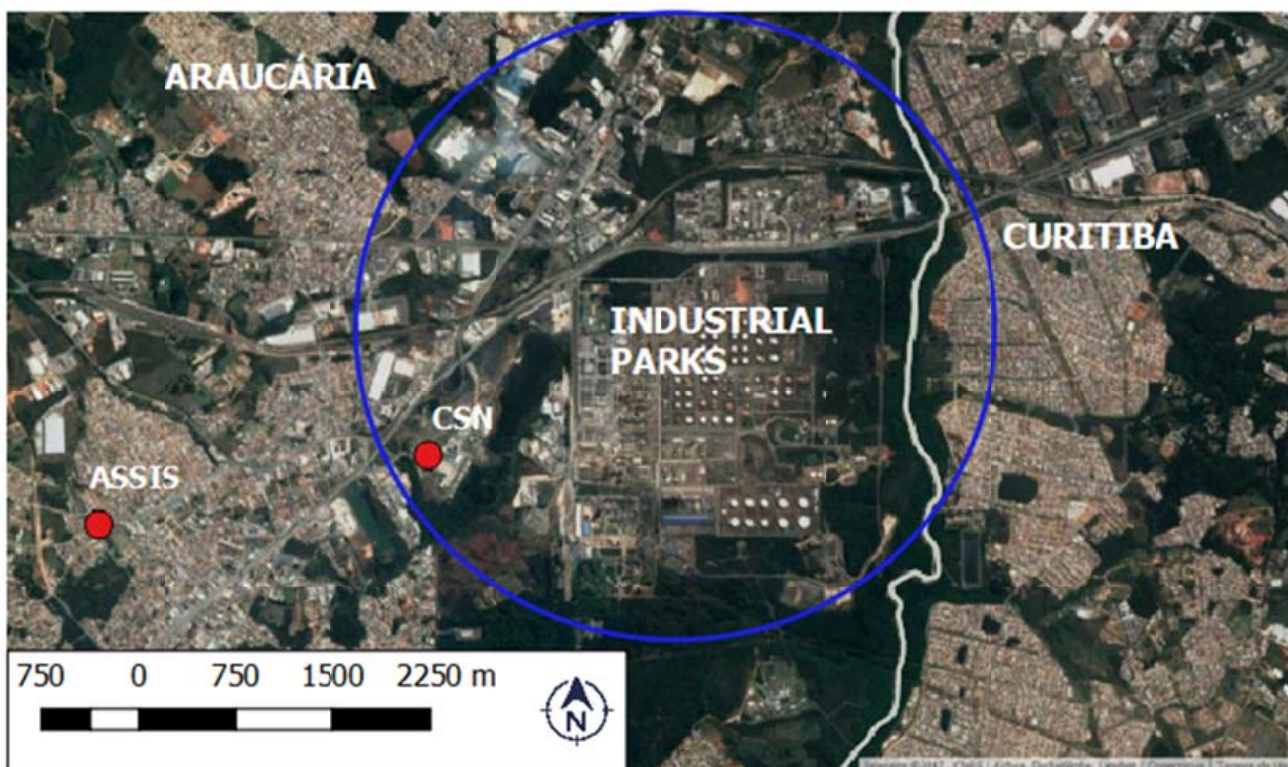 ARAUCÁRIA
CURITIBA
INDUSTRIAL
PARKS
CSN
ASSIS
750 0 750 1500 2250 m
N